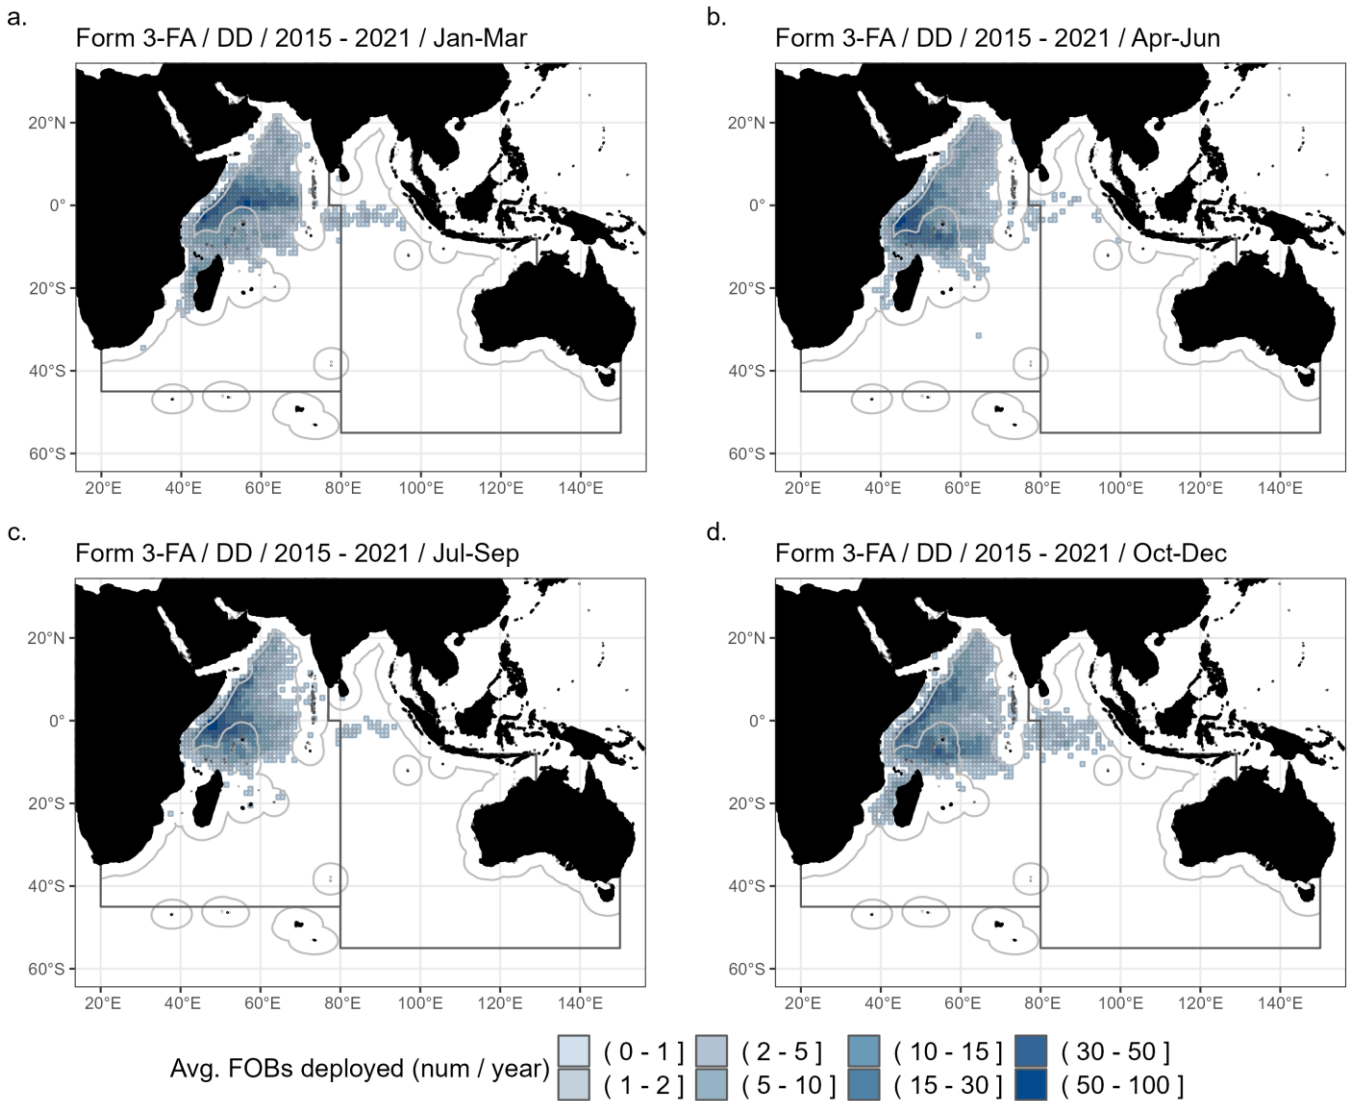 a.
Form 3-FA / DD / 2015 - 2021 / Jan-Mar
20°N
0°
20°S
40°S
60°S
20°E 40°E 60°E 80°E 100°E 120°E 140°E
b.
Form 3-FA / DD / 2015 - 2021 / Apr-Jun
20°N
0°
20°S
40°S
60°S
20°E 40°E 60°E 80°E 100°E 120°E 140°E
c.
Form 3-FA / DD / 2015 - 2021 / Jul-Sep
20°N
0°
20°S
40°S
60°S
20°E 40°E 60°E 80°E 100°E 120°E 140°E
d.
Form 3-FA / DD / 2015 - 2021 / Oct-Dec
20°N
0°
20°S
40°S
60°S
20°E 40°E 60°E 80°E 100°E 120°E 140°E
Avg. FOBs deployed (num / year)
( 0 - 1 ] ( 2 - 5 ] ( 10 - 15 ] ( 30 - 50 ]
( 1 - 2 ] ( 5 - 10 ] ( 15 - 30 ] ( 50 - 100 ]